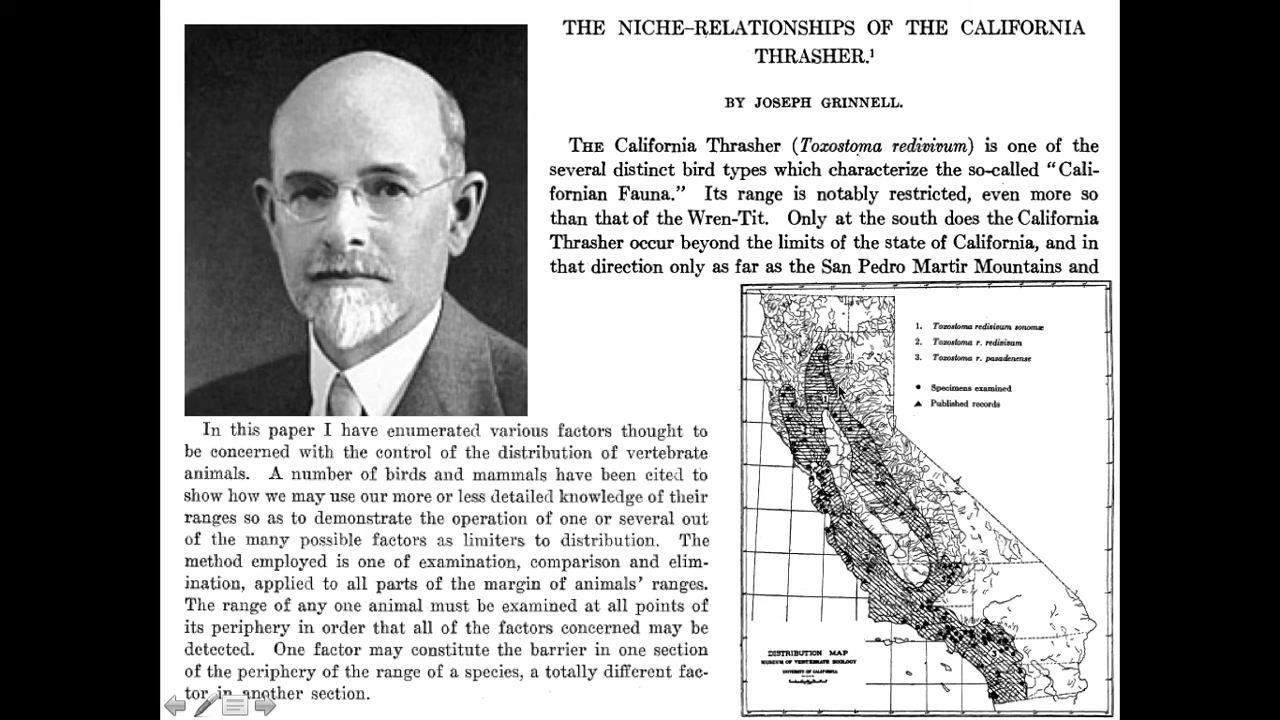 THE NICHE-RELATIONSHIPS OF THE CALIFORNIA
THRASHER.¹
BY JOSEPH GRINNELL.
THE California Thrasher (Toxostoma redivivum) is one of the
several distinct bird types which characterize the so-called "Cali-
fornian Fauna." Its range is notably restricted, even more so
than that of the Wren-Tit. Only at the south does the California
Thrasher occur beyond the limits of the state of California, and in
that direction only as far as the San Pedro Martir Mountains and
In this paper I have enumerated various factors thought to
be concerned with the control of the distribution of vertebrate
animals. A number of birds and mammals have been cited to
show how we may use our more or less detailed knowledge of their
ranges so as to demonstrate the operation of one or several out
of the many possible factors as limiters to distribution. The
method employed is one of examination, comparison and elim-
ination, applied to all parts of the margin of animals' ranges.
The range of any one animal must be examined at all points of
its periphery in order that all of the factors concerned may be
detected. One factor may constitute the barrier in one section
of the periphery of the range of a species, a totally different fac-
tor in another section.
1. Toxostoma redivivum sonomæ
2. Toxostoma r. redivivum
3. Toxostoma r. pasadenense
Specimens examined
Published records
DISTRIBUTION MAP
MUSEUM OF VERTEBRATE ZOOLOGY
UNIVERSITY OF CALIFORNIA